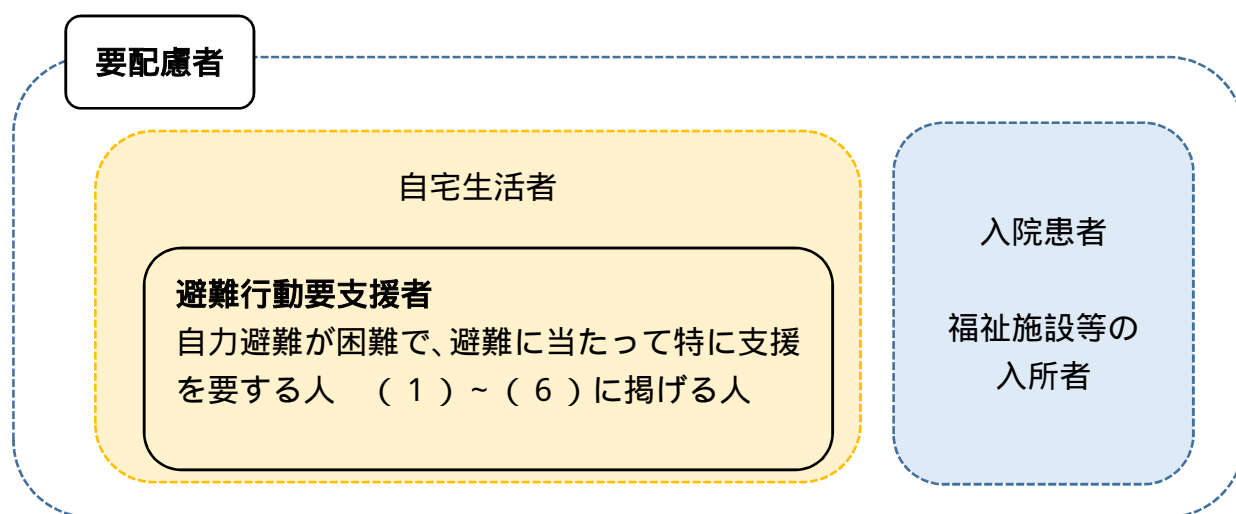 要配慮者
自宅生活者
避難行動要支援者
自力避難が困難で、避難に当たって特に支援
を要する人　（１）~（６）に掲げる人
入院患者
福祉施設等の
入所者